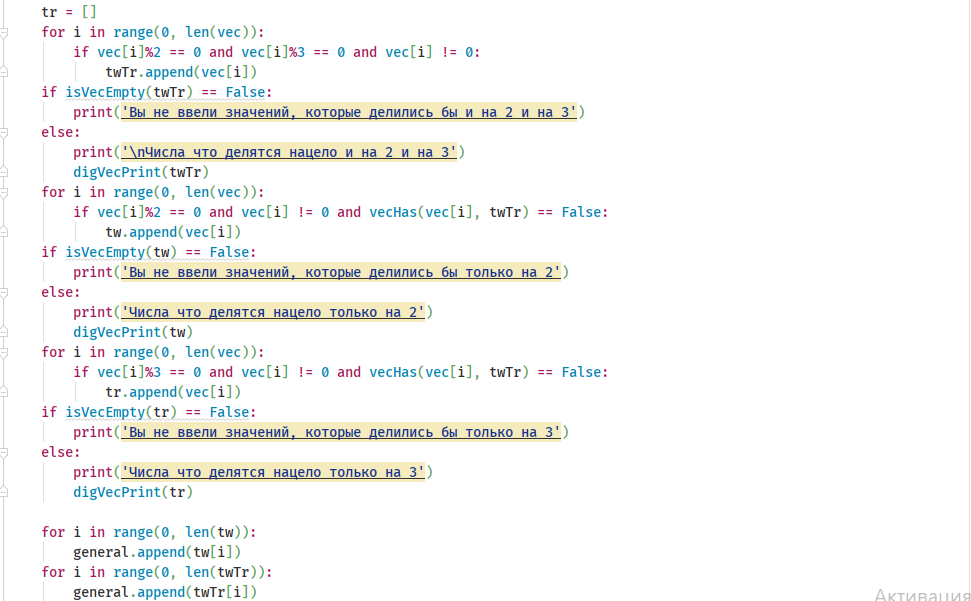 tr = []
for i in range(0, len(vec)):
    if vec[i]%2 == 0 and vec[i]%3 == 0 and vec[i] != 0:
        twTr.append(vec[i])
if isVecEmpty(twTr) == False:
    print('Вы не ввели значений, которые делились бы и на 2 и на 3')
else:
    print('\nЧисла что делятся нацело и на 2 и на 3')
    digVecPrint(twTr)
for i in range(0, len(vec)):
    if vec[i]%2 == 0 and vec[i] != 0 and vecHas(vec[i], twTr) == False:
        tw.append(vec[i])
if isVecEmpty(tw) == False:
    print('Вы не ввели значений, которые делились бы только на 2')
else:
    print('Числа что делятся нацело только на 2')
    digVecPrint(tw)
for i in range(0, len(vec)):
    if vec[i]%3 == 0 and vec[i] != 0 and vecHas(vec[i], twTr) == False:
        tr.append(vec[i])
if isVecEmpty(tr) == False:
    print('Вы не ввели значений, которые делились бы только на 3')
else:
    print('Числа что делятся нацело только на 3')
    digVecPrint(tr)
for i in range(0, len(tw)):
    general.append(tw[i])
for i in range(0, len(twTr)):
    general.append(twTr[i])
Активация